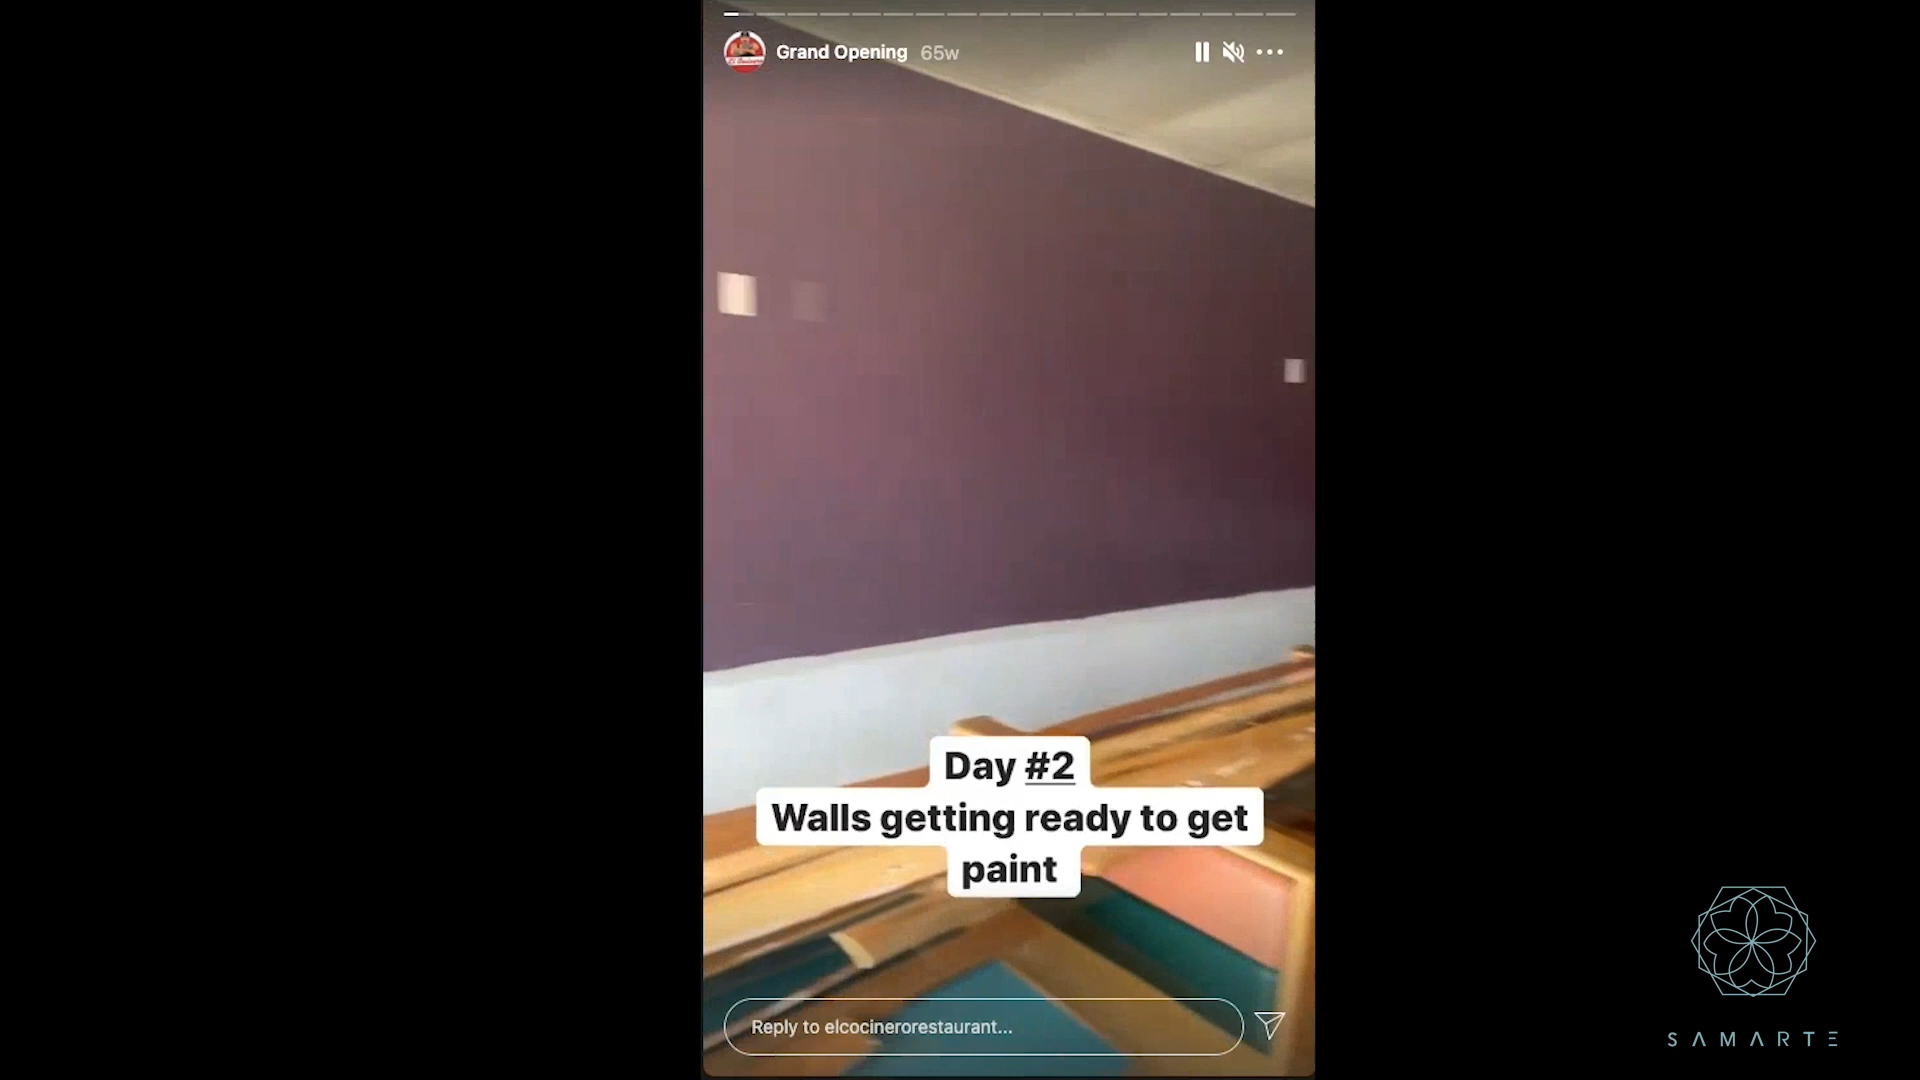 Grand Opening 65w
Day #2
Walls getting ready to get
paint
Reply to elcocinerorestaurant...
SAMARTE